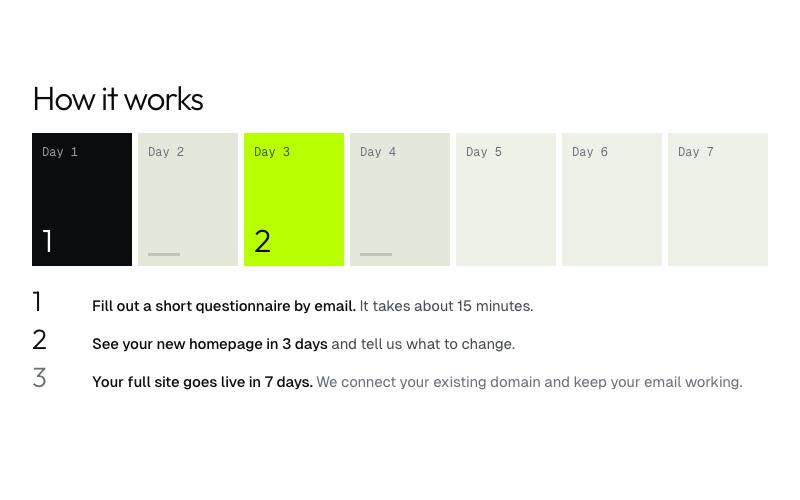 How it works
Day 1
Day 2
Day 3
Day 4
Day 5
Day 6
Day 7
1
2
1 Fill out a short questionnaire by email. It takes about 15 minutes.
2 See your new homepage in 3 days and tell us what to change.
3 Your full site goes live in 7 days. We connect your existing domain and keep your email working.